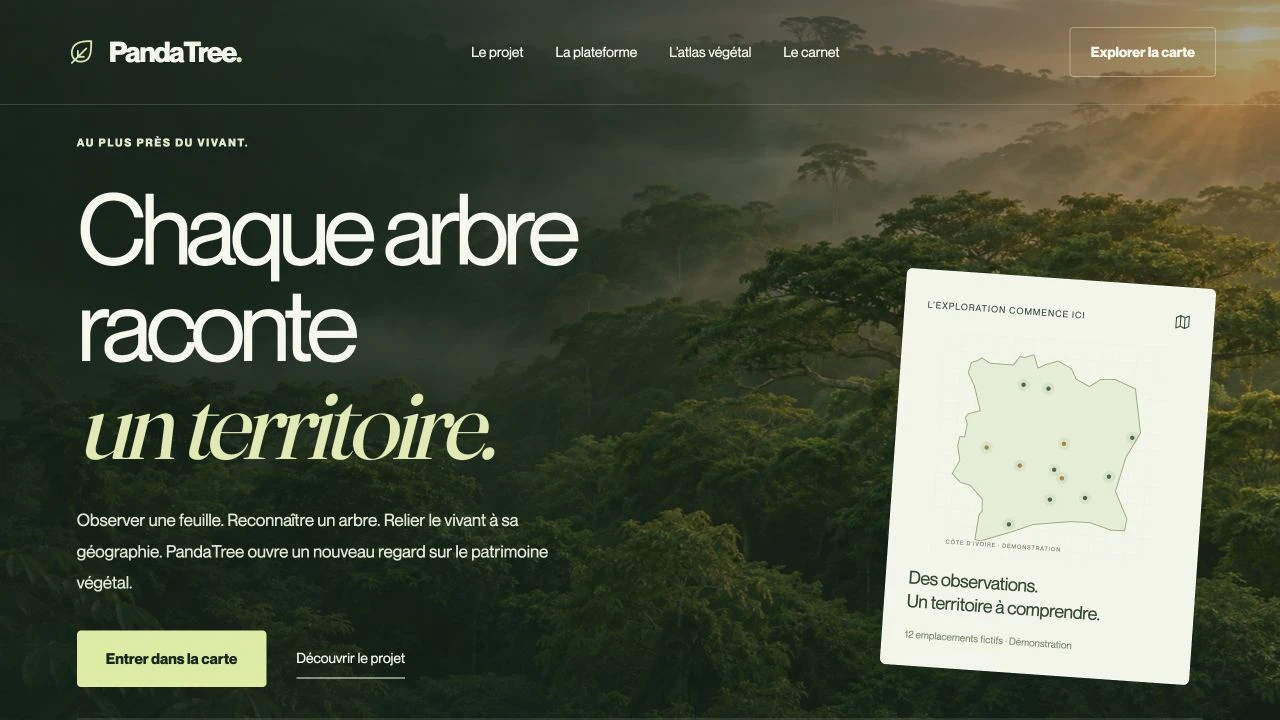 PandaTree.
Le projet
La plateforme
L'atlas végétal
Le carnet
Explorer la carte
AU PLUS PRÈS DU VIVANT.
Chaque arbre
raconte
un territoire.
Observer une feuille. Reconnaître un arbre. Relier le vivant à sa
géographie. PandaTree ouvre un nouveau regard sur le patrimoine
végétal.
Entrer dans la carte
Découvrir le projet
L'EXPLORATION COMMENCE ICI
CÔTE D'IVOIRE · DÉMONSTRATION
Des observations.
Un territoire à comprendre.
12 emplacements fictifs · Démonstration